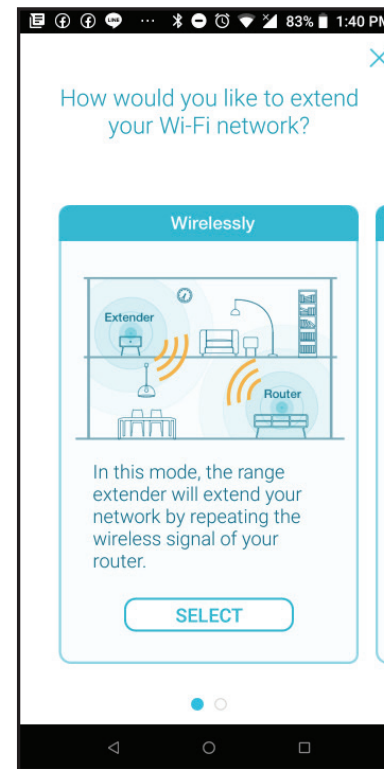 LINE 83% 1:40 PM
How would you like to extend
your Wi-Fi network?
Wirelessly
Extender
Router
In this mode, the range
extender will extend your
network by repeating the
wireless signal of your
router.
SELECT